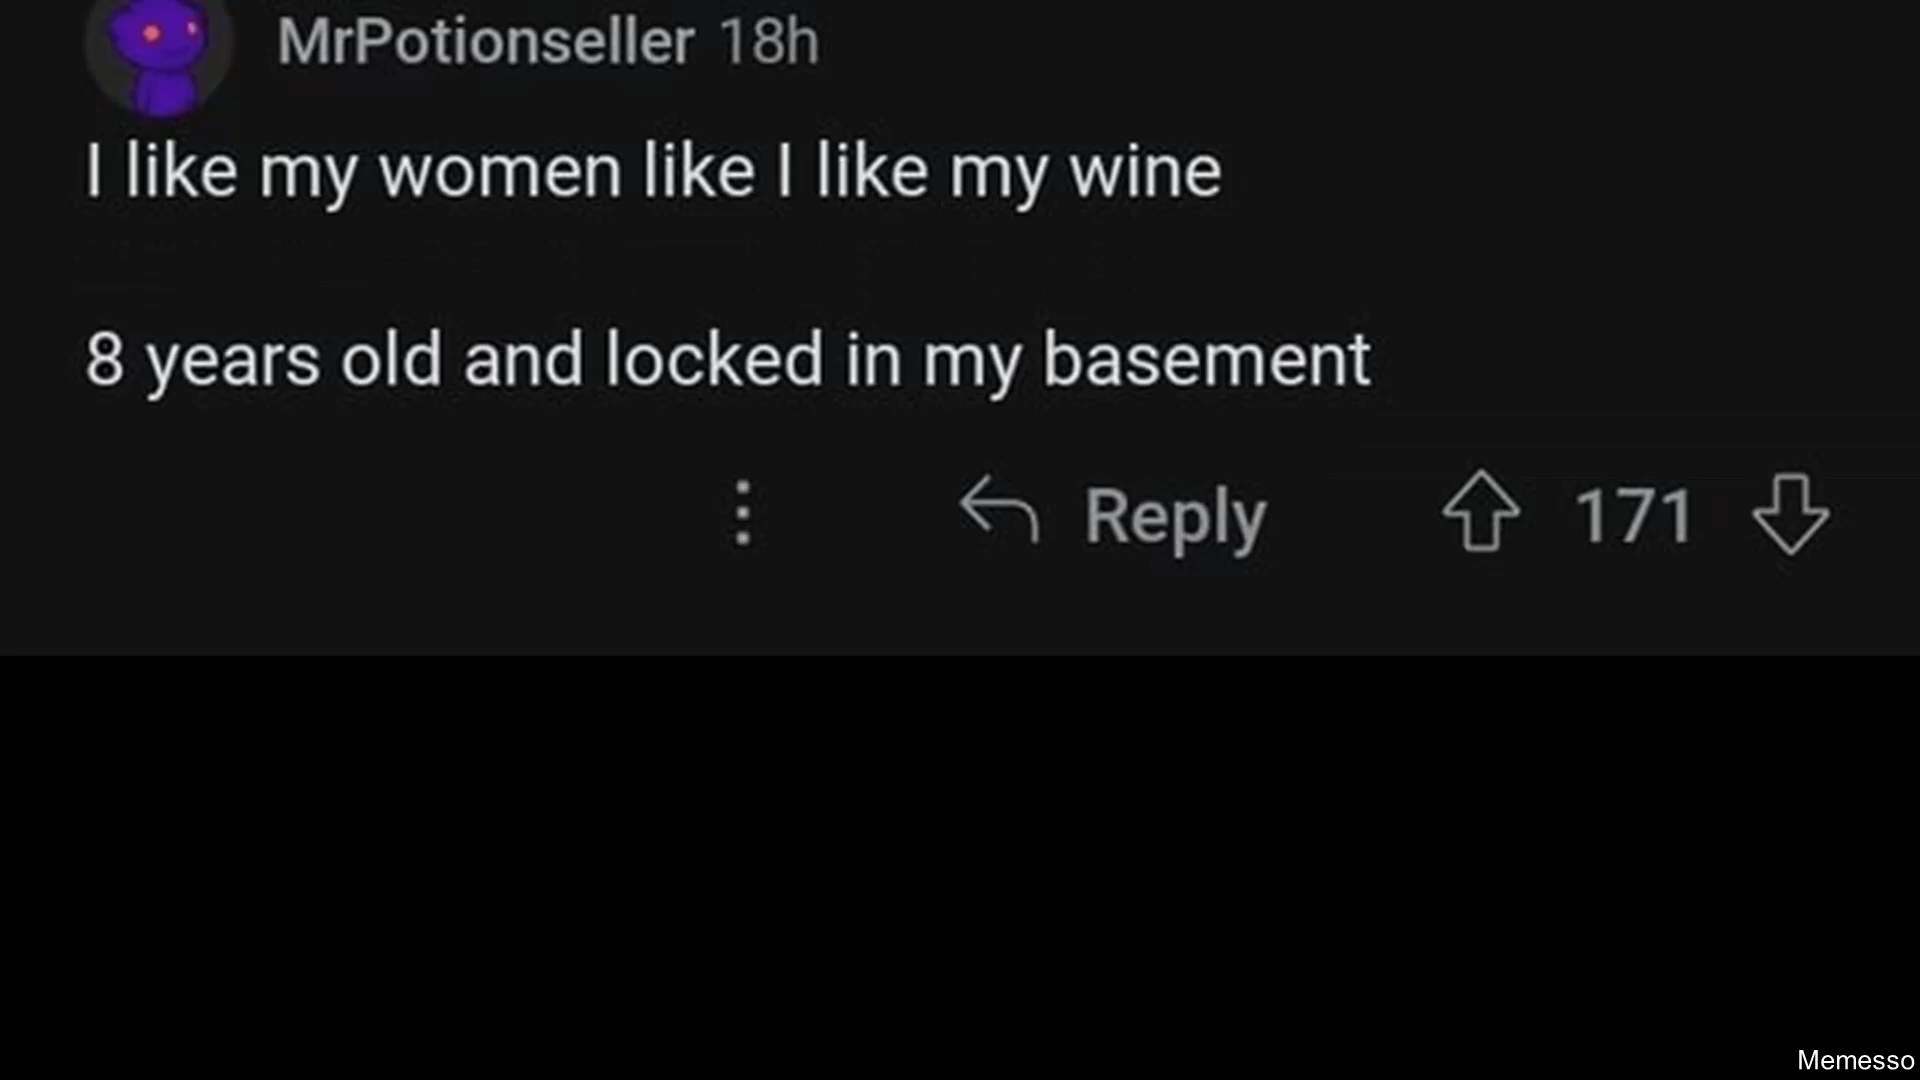 MrPotionseller 18h
I like my women like I like my wine
8 years old and locked in my basement
Reply 171
Memesso